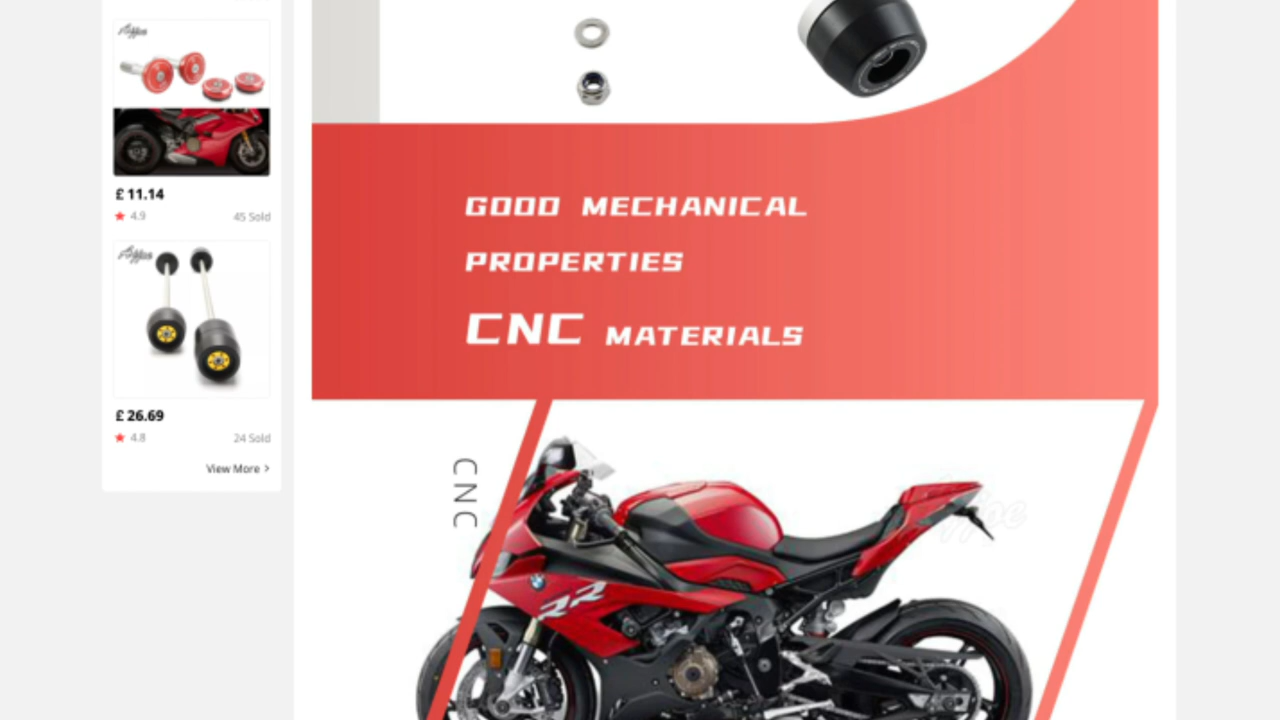 £ 11.14
4.9
45 Sold
£ 26.69
4.8
24 Sold
View More >
GOOD MECHANICAL
PROPERTIES
CNC MATERIALS
CNC